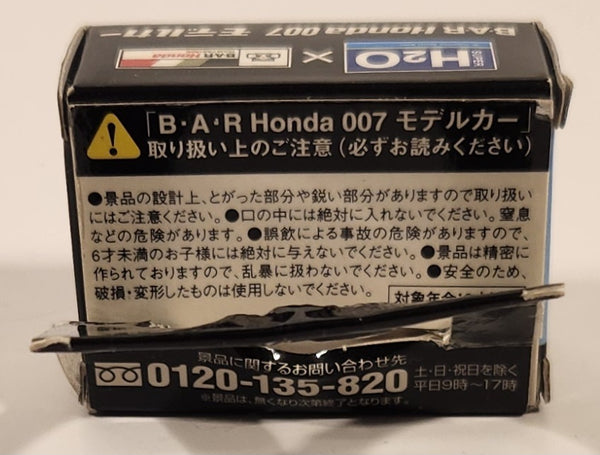 B·A·R Honda 007 モデルカー
SUPER H2O × B·A·R Honda
「B·A·R Honda 007 モデルカー」
取り扱い上のご注意(必ずお読みください)
●景品の設計上、とがった部分や鋭い部分がありますので取り扱い
にはご注意ください。●口の中には絶対に入れないでください。窒息
などの危険があります。●誤飲による事故の危険がありますので、
6才未満のお子様には絶対に与えないでください。●景品は精密に
作られておりますので、乱暴に扱わないでください。●安全のため、
破損・変形したものは使用しないでください。
対象年令
景品に関するお問い合わせ先
0120-135-820
土・日・祝日を除く
平日9時〜17時
※景品は、無くなり次第終了となります。